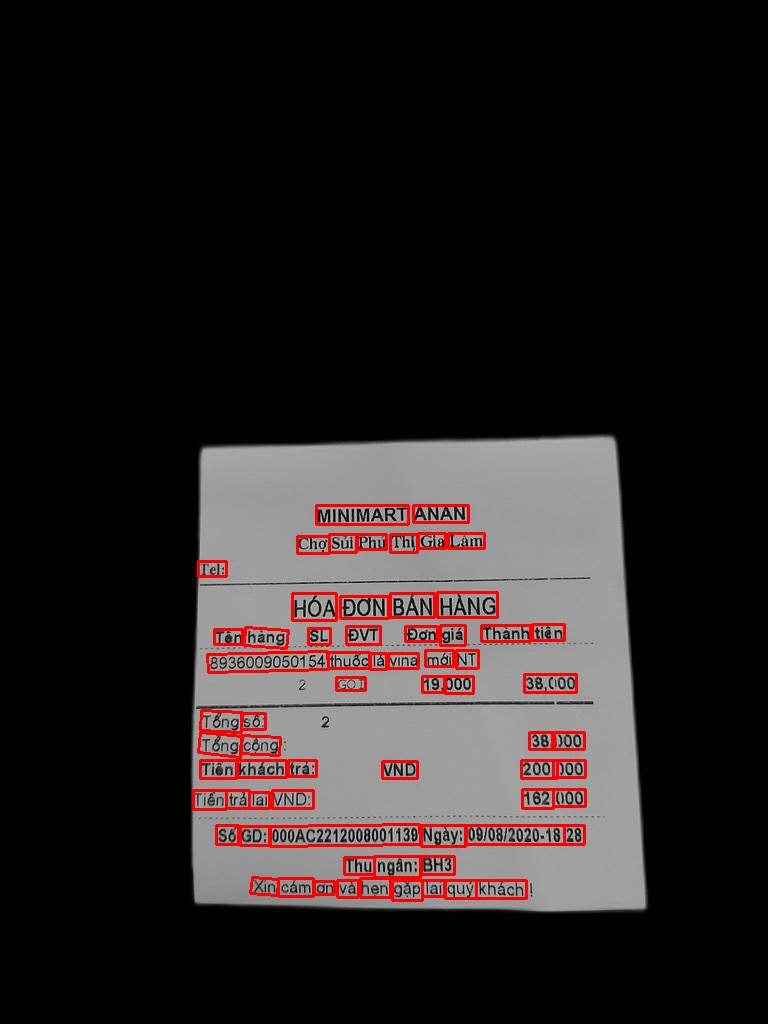 MINIMART ANAN
Chợ Sủi Phú Thị Gia Lâm
Tel:
HÓA ĐƠN BÁN HÀNG
Tên hàng SL ĐVT Đơn giá Thành tiền
8936009050154 thuốc lá vina mới NT
2 GÓI 19,000 38,000
Tổng số: 2
Tổng cộng : 38,000
Tiền khách trả: VND 200,000
Tiền trả lại VND: 162,000
Số GD: 000AC2212008001139 Ngày: 09/08/2020-18:28
Thu ngân: BH3
Xin cám ơn và hẹn gặp lại quý khách !